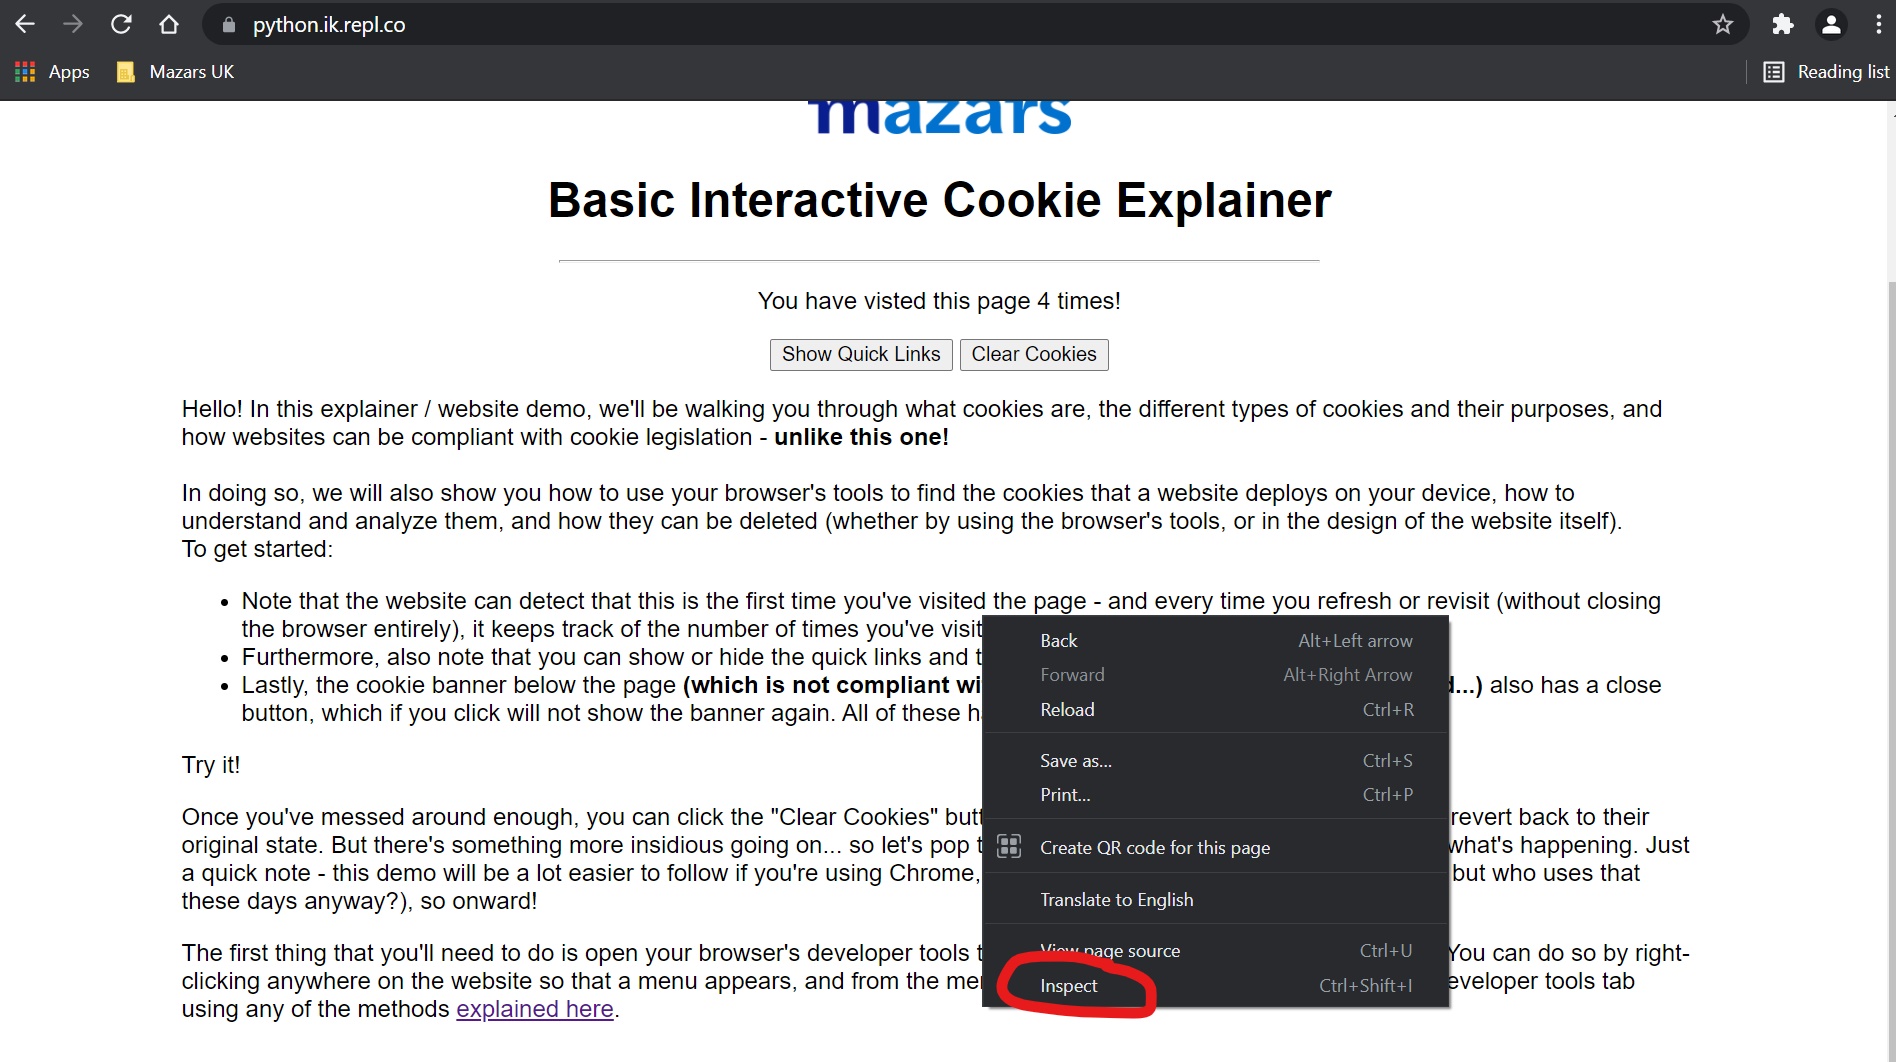 python.ik.repl.co
Apps
Mazars UK
Reading list
mazars
Basic Interactive Cookie Explainer
You have visted this page 4 times!
Show Quick Links
Clear Cookies
Hello! In this explainer / website demo, we'll be walking you through what cookies are, the different types of cookies and their purposes, and
how websites can be compliant with cookie legislation - unlike this one!
In doing so, we will also show you how to use your browser's tools to find the cookies that a website deploys on your device, how to
understand and analyze them, and how they can be deleted (whether by using the browser's tools, or in the design of the website itself).
To get started:
• Note that the website can detect that this is the first time you've visited the page - and every time you refresh or revisit (without closing
the browser entirely), it keeps track of the number of times you've visit
• Furthermore, also note that you can show or hide the quick links and t
• Lastly, the cookie banner below the page (which is not compliant wi d...) also has a close
button, which if you click will not show the banner again. All of these h
Try it!
Once you've messed around enough, you can click the "Clear Cookies" butt revert back to their
original state. But there's something more insidious going on... so let's pop t what's happening. Just
a quick note - this demo will be a lot easier to follow if you're using Chrome, but who uses that
these days anyway?), so onward!
The first thing that you'll need to do is open your browser's developer tools t You can do so by right-
clicking anywhere on the website so that a menu appears, and from the me eveloper tools tab
using any of the methods explained here.
Back Alt+Left arrow
Forward Alt+Right Arrow
Reload Ctrl+R
Save as... Ctrl+S
Print... Ctrl+P
Create QR code for this page
Translate to English
View page source Ctrl+U
Inspect Ctrl+Shift+I